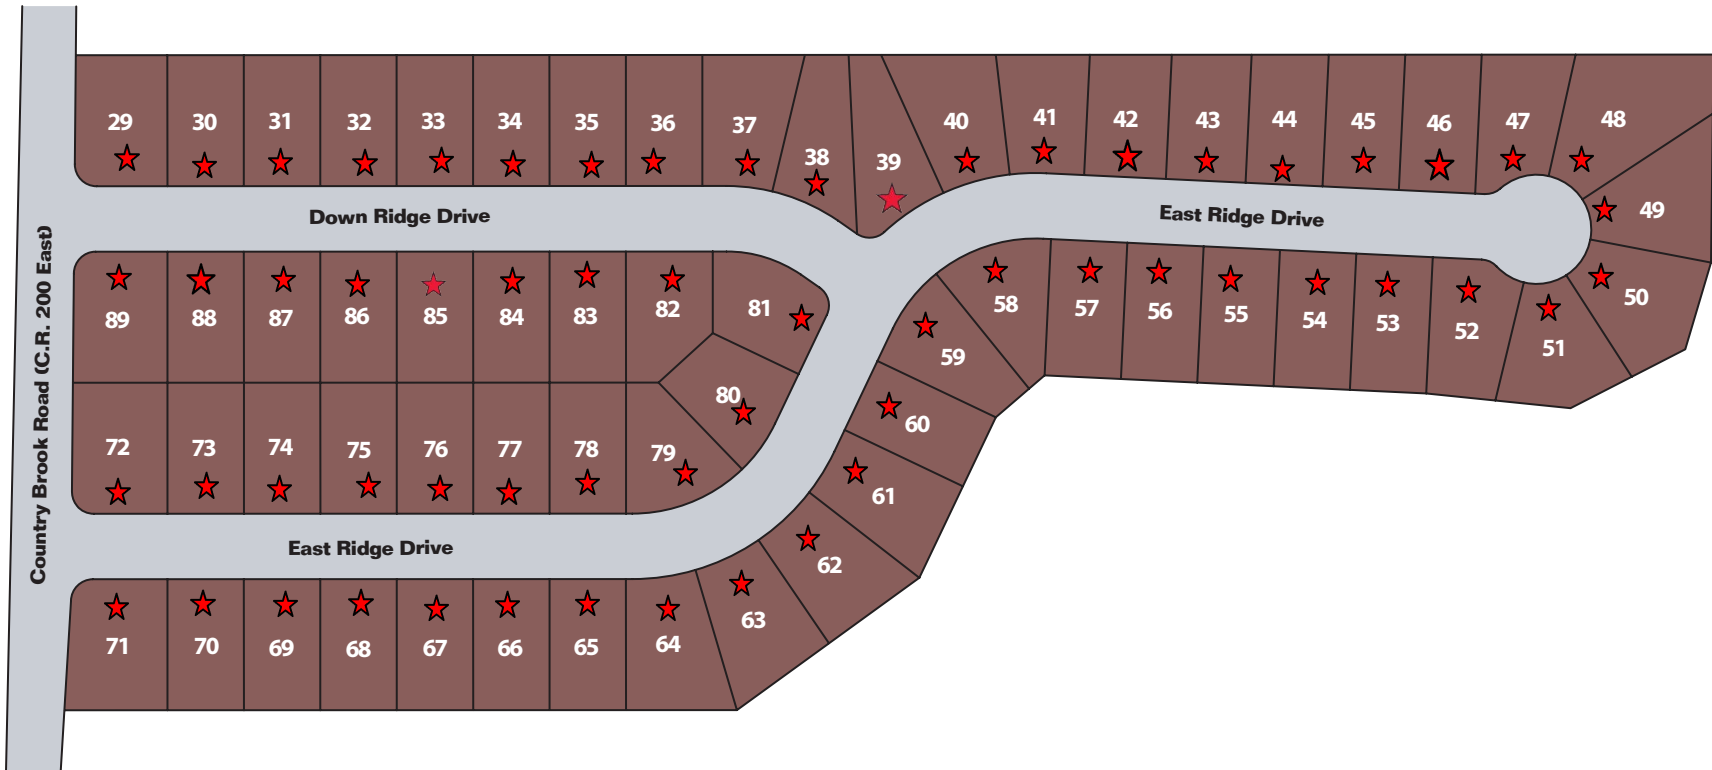 29 30 31 32 33 34 35 36 37 38 39 40 41 42 43 44 45 46 47 48
49
Down Ridge Drive
East Ridge Drive
Country Brook Road (C.R. 200 East)
89 88 87 86 85 84 83 82 81
58 57 56 55 54 53 52 51 50
59
80
60
72 73 74 75 76 77 78 79
61
East Ridge Drive
62
71 70 69 68 67 66 65 64 63